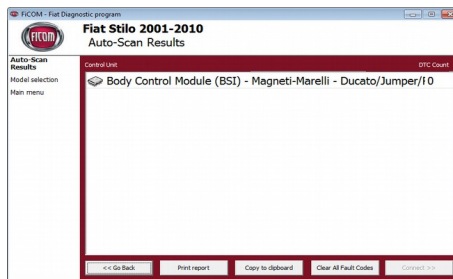 FiCOM - Fiat Diagnostic program
FICOM
Fiat Stilo 2001-2010
Auto-Scan Results
Auto-Scan
Results
Model selection
Main menu
Control Unit DTC Count
Body Control Module (BSI) - Magneti-Marelli - Ducato/Jumper/ 0
<< Go Back Print report Copy to clipboard Clear All Fault Codes Connect >>